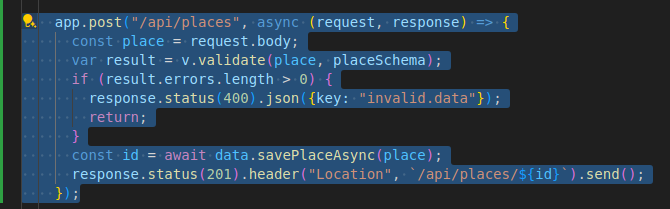 app.post("/api/places", async (request, response) => {
const place = request.body;
var result = v.validate(place, placeSchema);
if (result.errors.length > 0) {
response.status(400).json({key: "invalid.data"});
return;
}
const id = await data.savePlaceAsync(place);
response.status(201).header("Location", `/api/places/${id}`).send();
});